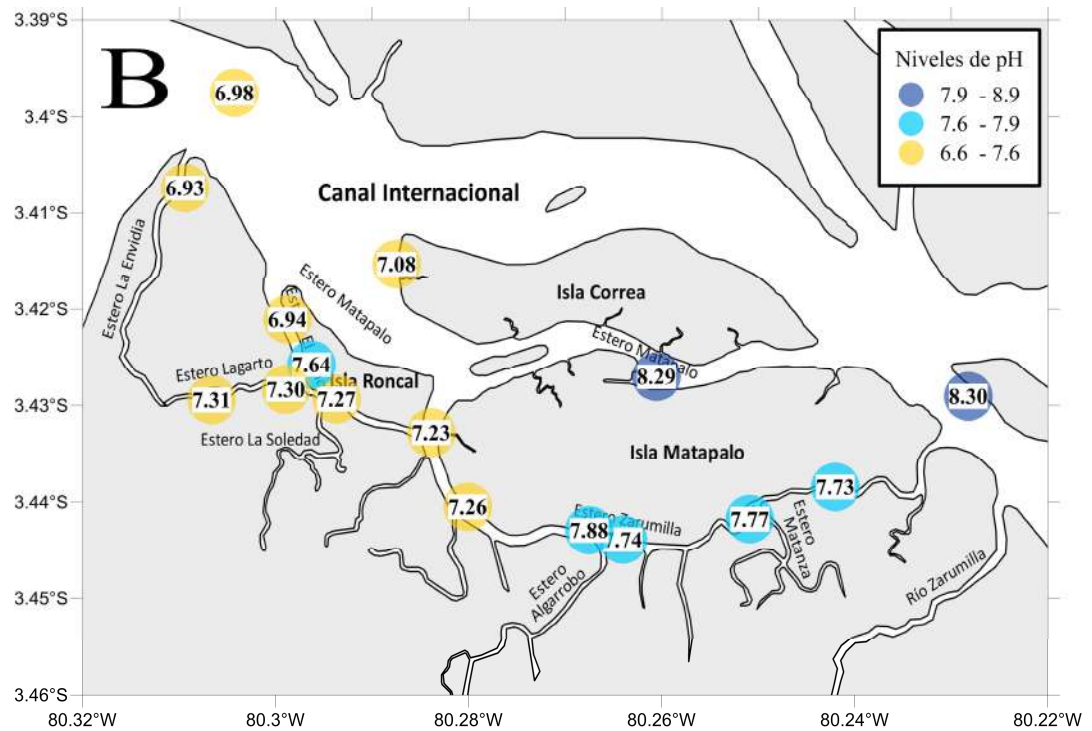 3.39°S
B
Niveles de pH
7.9 - 8.9
7.6 - 7.9
6.6 - 7.6
6.98
3.4°S
6.93
Canal Internacional
3.41°S
7.08
Estero La Envidia
Estero Matapalo
Isla Correa
3.42°S
6.94
Estero Matapalo
7.64
Estero Lagarto
Isla Roncal
8.29
8.30
7.31
7.30
7.27
3.43°S
7.23
Estero La Soledad
Isla Matapalo
3.44°S
7.26
7.73
Estero Zarumilla
7.88
7.74
7.77
Estero
Matanza
3.45°S
Estero
Algarrobo
Río Zarumilla
3.46°S
80.32°W
80.3°W
80.28°W
80.26°W
80.24°W
80.22°W